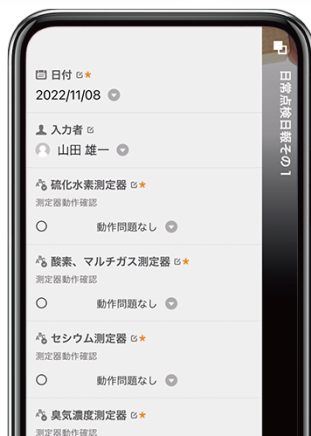 日付
2022/11/08
入力者
山田 雄一
硫化水素測定器
測定器動作確認
動作問題なし
酸素、マルチガス測定器
測定器動作確認
動作問題なし
セシウム測定器
測定器動作確認
動作問題なし
臭気濃度測定器
測定器動作確認
日常点検日報その1